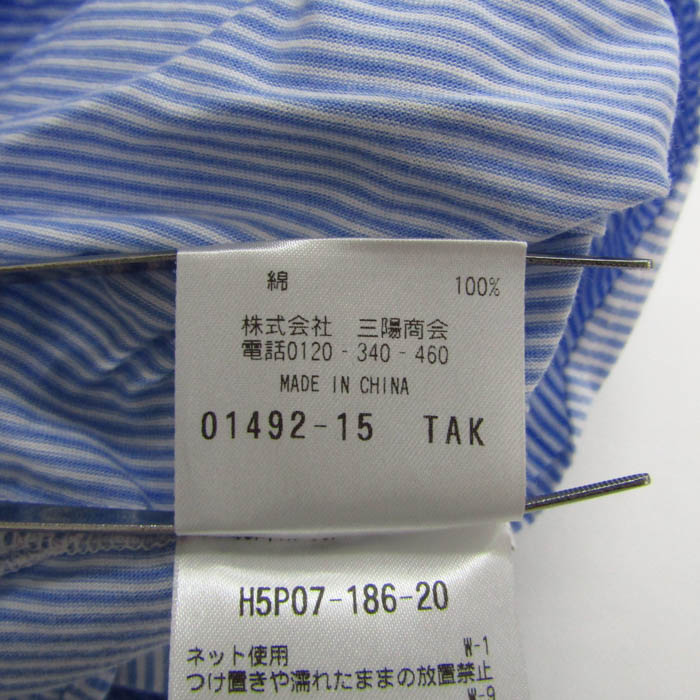 綿 100%
株式会社 三陽商会
電話0120-340-460
MADE IN CHINA
01492-15 TAK
H5P07-186-20
ネット使用 W-1
つけ置きや濡れたままの放置禁止
W-9